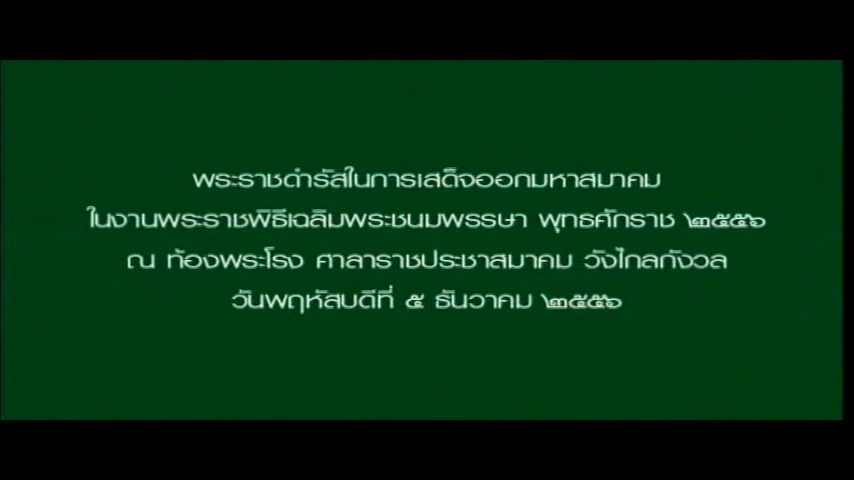 พระราชดำรัสในการเสด็จออกมหาสมาคม
ในงานพระราชพิธีเฉลิมพระชนมพรรษา พุทธศักราช ๒๕๕๖
ณ ท้องพระโรง ศาลาราชประชาสมาคม วังไกลกังวล
วันพฤหัสบดีที่ ๕ ธันวาคม ๒๕๕๖